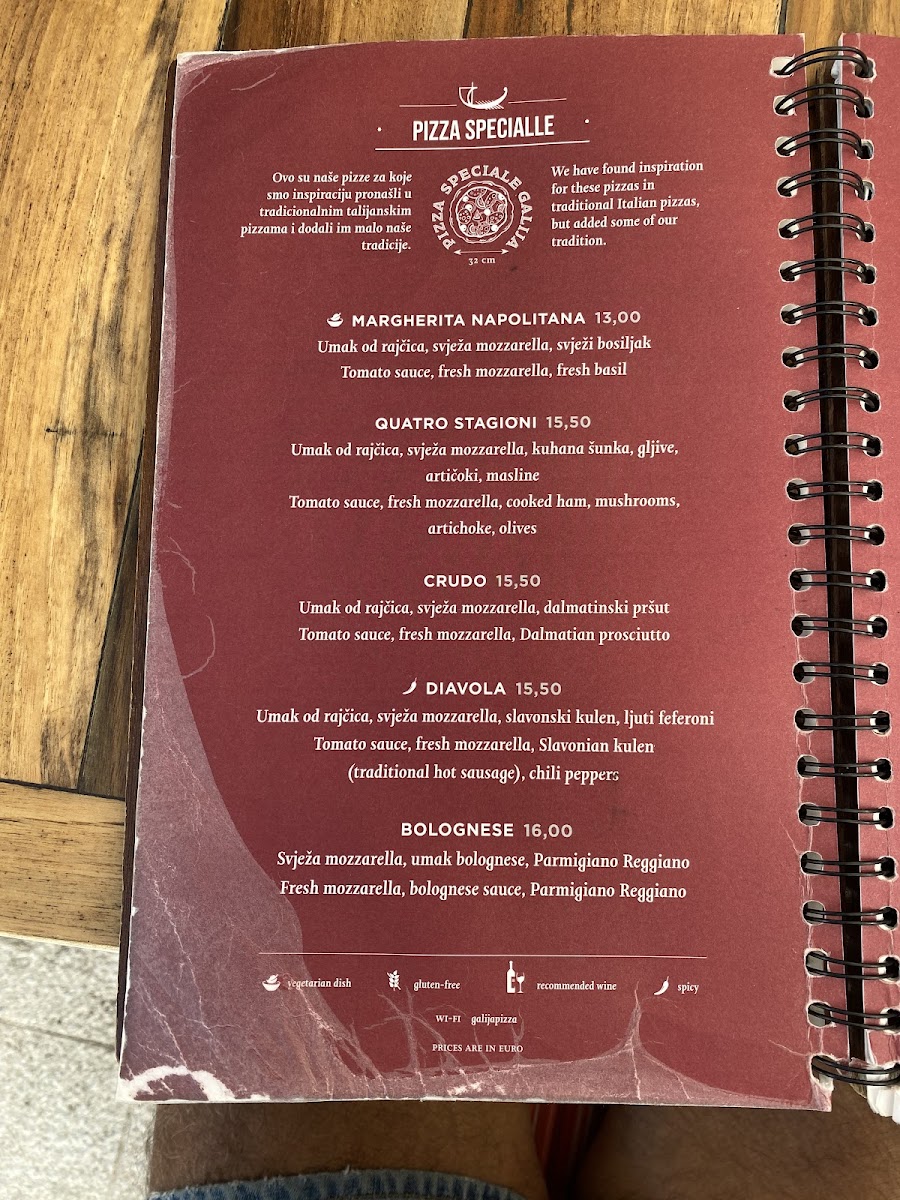 PIZZA SPECIALLE
Ovo su naše pizze za koje
smo inspiraciju pronašli u
tradicionalnim talijanskim
pizzama i dodali im malo naše
tradicije.
PIZZA SPECIALE GALIJA
32 cm
We have found inspiration
for these pizzas in
traditional Italian pizzas,
but added some of our
tradition.
MARGHERITA NAPOLITANA 13,00
Umak od rajčica, svježa mozzarella, svježi bosiljak
Tomato sauce, fresh mozzarella, fresh basil
QUATRO STAGIONI 15,50
Umak od rajčica, svježa mozzarella, kuhana šunka, gljive,
artičoki, masline
Tomato sauce, fresh mozzarella, cooked ham, mushrooms,
artichoke, olives
CRUDO 15,50
Umak od rajčica, svježa mozzarella, dalmatinski pršut
Tomato sauce, fresh mozzarella, Dalmatian prosciutto
DIAVOLA 15,50
Umak od rajčica, svježa mozzarella, slavonski kulen, ljuti feferoni
Tomato sauce, fresh mozzarella, Slavonian kulen
(traditional hot sausage), chili peppers
BOLOGNESE 16,00
Svježa mozzarella, umak bolognese, Parmigiano Reggiano
Fresh mozzarella, bolognese sauce, Parmigiano Reggiano
vegetarian dish gluten-free recommended wine spicy
WI-FI galijapizza
PRICES ARE IN EURO